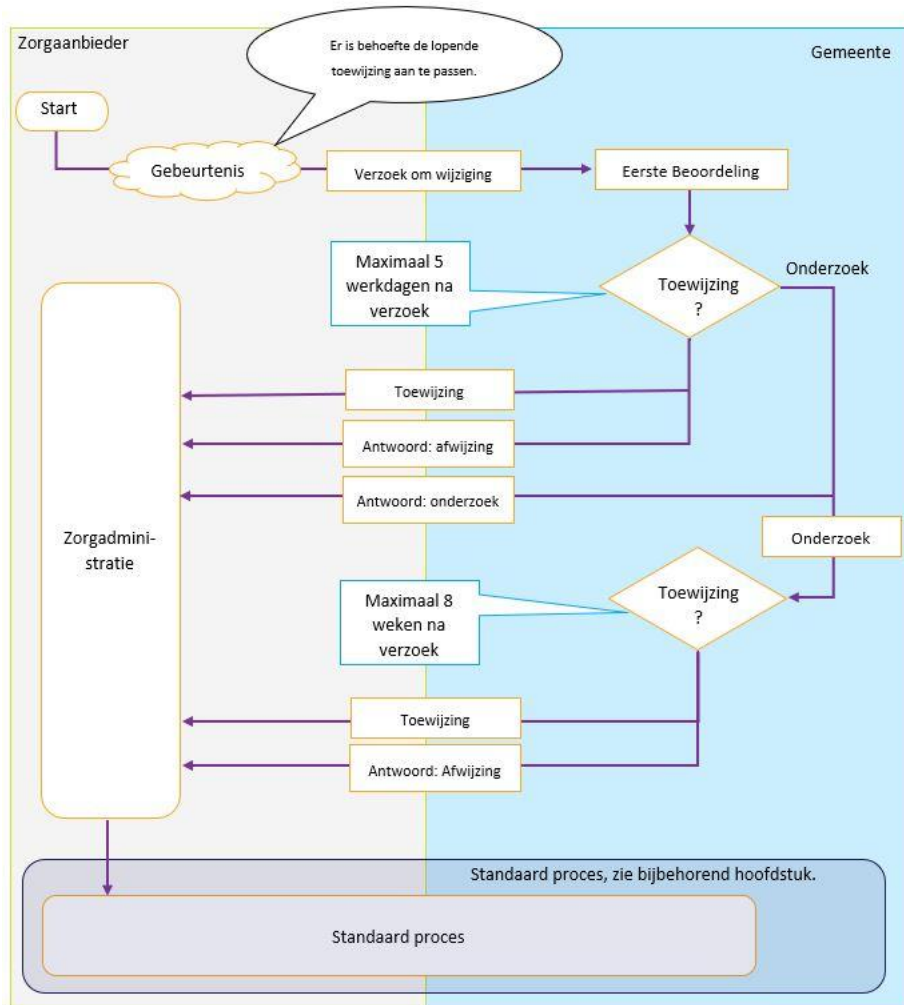 Zorgaanbieder
Gemeente
Er is behoefte de lopende
toewijzing aan te passen.
Start
Gebeurtenis
Verzoek om wijziging
Eerste Beoordeling
Maximaal 5
werkdagen na
verzoek
Toewijzing
?
Onderzoek
Toewijzing
Antwoord: afwijzing
Antwoord: onderzoek
Onderzoek
Zorgadmini-
stratie
Maximaal 8
weken na
verzoek
Toewijzing
?
Toewijzing
Antwoord: Afwijzing
Standaard proces, zie bijbehorend hoofdstuk.
Standaard proces